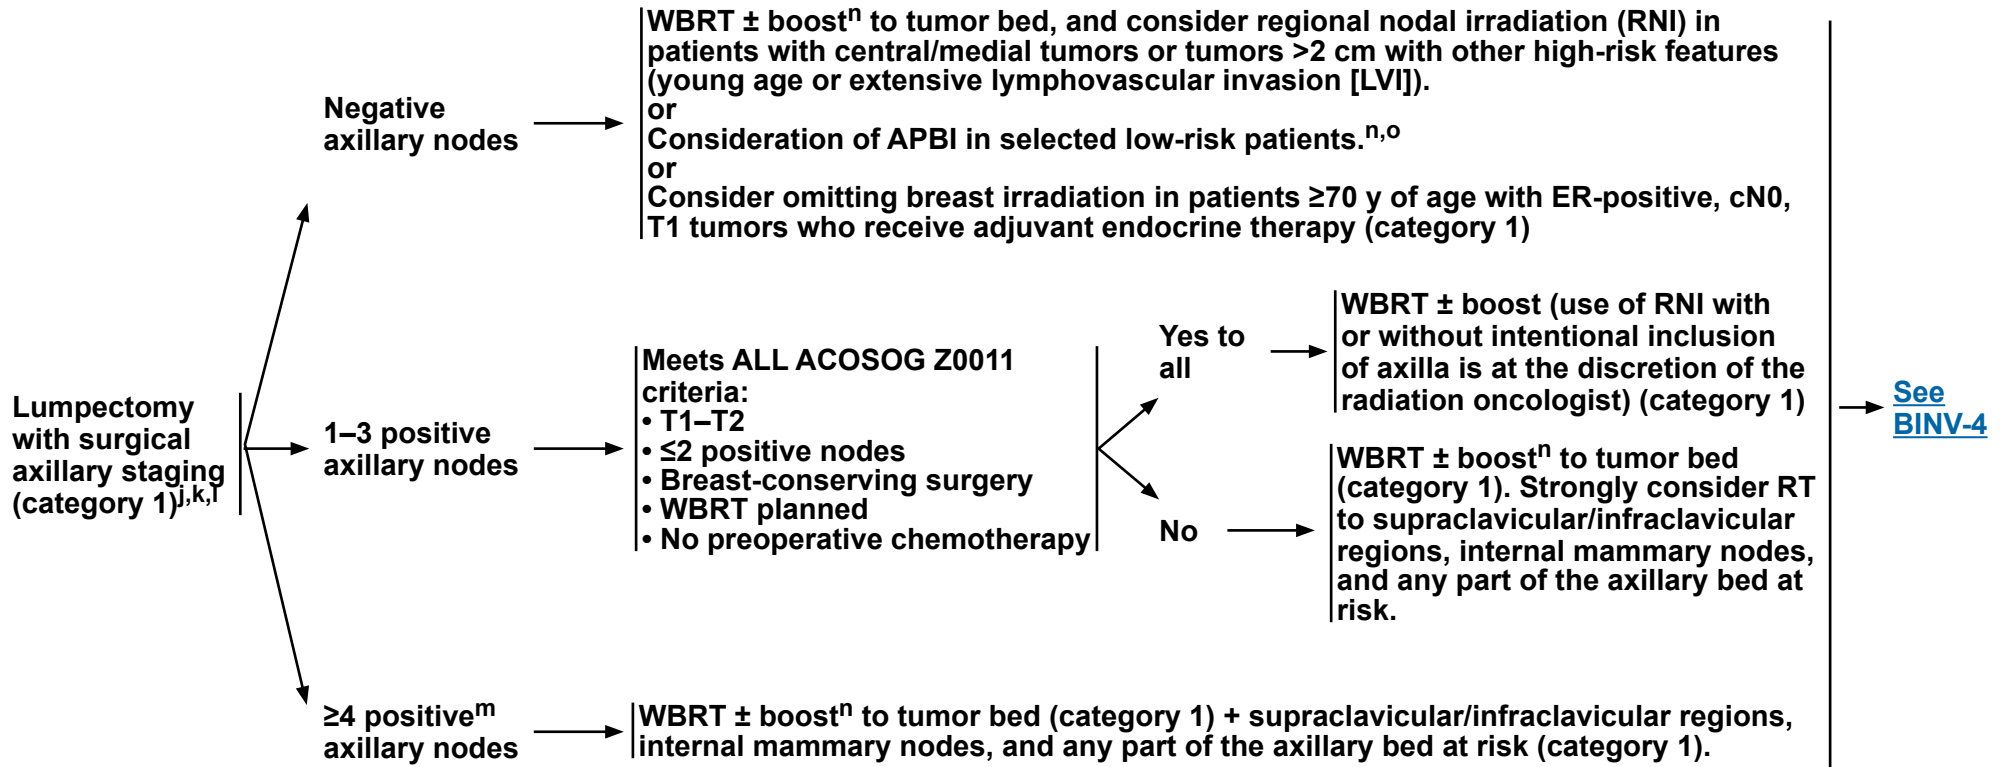 WBRT ± boostⁿ to tumor bed, and consider regional nodal irradiation (RNI) in
patients with central/medial tumors or tumors >2 cm with other high-risk features
(young age or extensive lymphovascular invasion [LVI]).
or
Consideration of APBI in selected low-risk patients.ⁿ,ᵒ
or
Consider omitting breast irradiation in patients ≥70 y of age with ER-positive, cN0,
T1 tumors who receive adjuvant endocrine therapy (category 1)
Negative
axillary nodes
Lumpectomy
with surgical
axillary staging
(category 1)ʲ,ᵏ,ˡ
1–3 positive
axillary nodes
Meets ALL ACOSOG Z0011
criteria:
• T1–T2
• ≤2 positive nodes
• Breast-conserving surgery
• WBRT planned
• No preoperative chemotherapy
Yes to
all
WBRT ± boost (use of RNI with
or without intentional inclusion
of axilla is at the discretion of the
radiation oncologist) (category 1)
No
WBRT ± boostⁿ to tumor bed
(category 1). Strongly consider RT
to supraclavicular/infraclavicular
regions, internal mammary nodes,
and any part of the axillary bed at
risk.
See
BINV-4
≥4 positiveᵐ
axillary nodes
WBRT ± boostⁿ to tumor bed (category 1) + supraclavicular/infraclavicular regions,
internal mammary nodes, and any part of the axillary bed at risk (category 1).